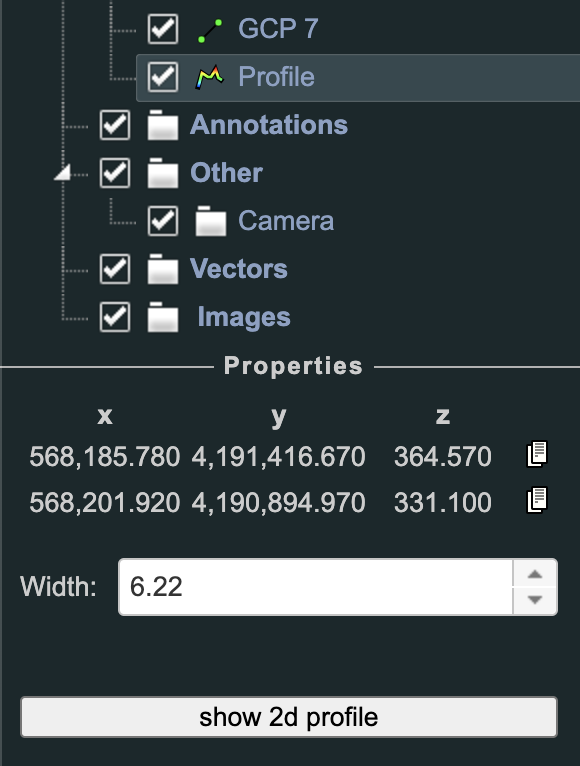 GCP 7
Profile
Annotations
Other
Camera
Vectors
Images
Properties
x y z
568,185.780 4,191,416.670 364.570
568,201.920 4,190,894.970 331.100
Width: 6.22
show 2d profile